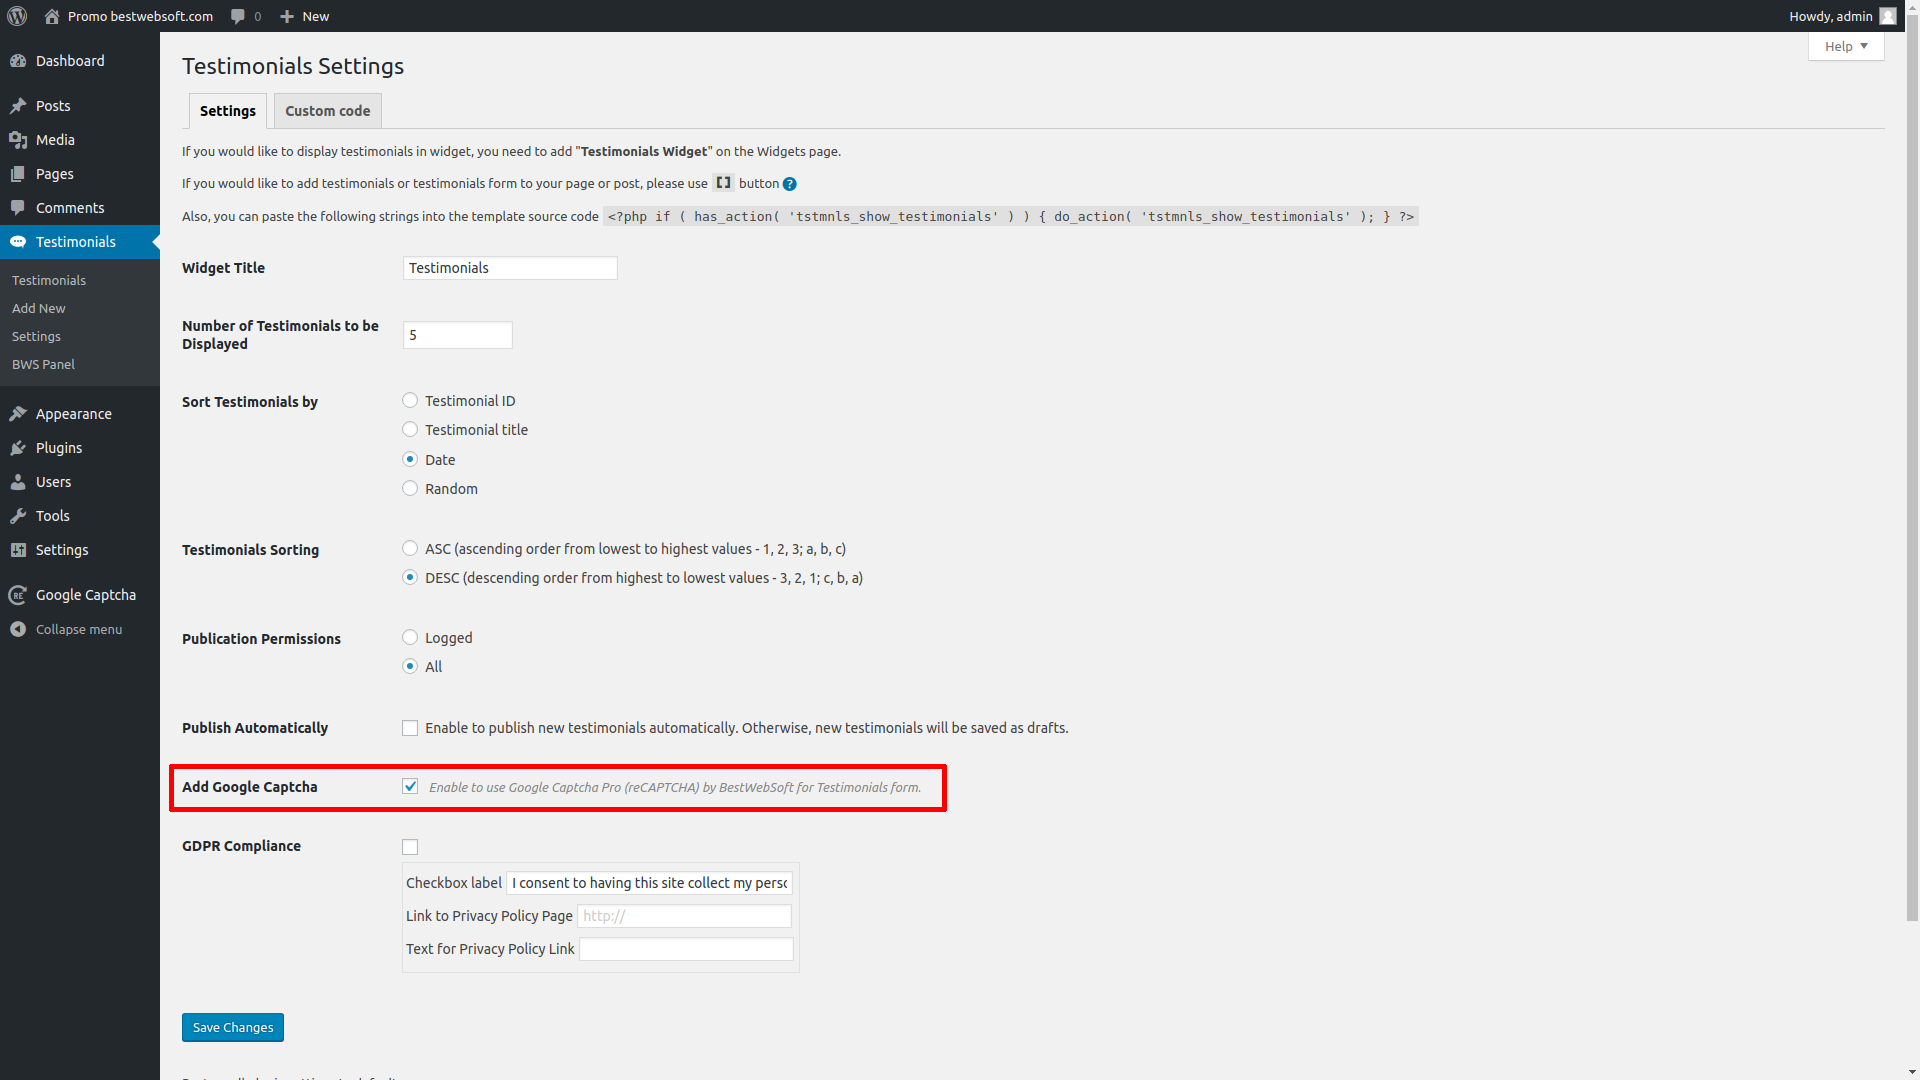 Promo bestwebsoft.com 0 New Howdy, admin
Help
Dashboard
Posts
Media
Pages
Comments
Testimonials
Testimonials
Add New
Settings
BWS Panel
Appearance
Plugins
Users
Tools
Settings
RE Google Captcha
Collapse menu
Testimonials Settings
Settings Custom code
If you would like to display testimonials in widget, you need to add "Testimonials Widget" on the Widgets page.
If you would like to add testimonials or testimonials form to your page or post, please use [] button ?
Also, you can paste the following strings into the template source code <?php if ( has_action( 'tstmnls_show_testimonials' ) ) { do_action( 'tstmnls_show_testimonials' ); } ?>
Widget Title Testimonials
Number of Testimonials to be
Displayed
5
Sort Testimonials by Testimonial ID
Testimonial title
Date
Random
Testimonials Sorting ASC (ascending order from lowest to highest values - 1, 2, 3; a, b, c)
DESC (descending order from highest to lowest values - 3, 2, 1; c, b, a)
Publication Permissions Logged
All
Publish Automatically Enable to publish new testimonials automatically. Otherwise, new testimonials will be saved as drafts.
Add Google Captcha Enable to use Google Captcha Pro (reCAPTCHA) by BestWebSoft for Testimonials form.
GDPR Compliance
Checkbox label I consent to having this site collect my perso
Link to Privacy Policy Page http://
Text for Privacy Policy Link
Save Changes